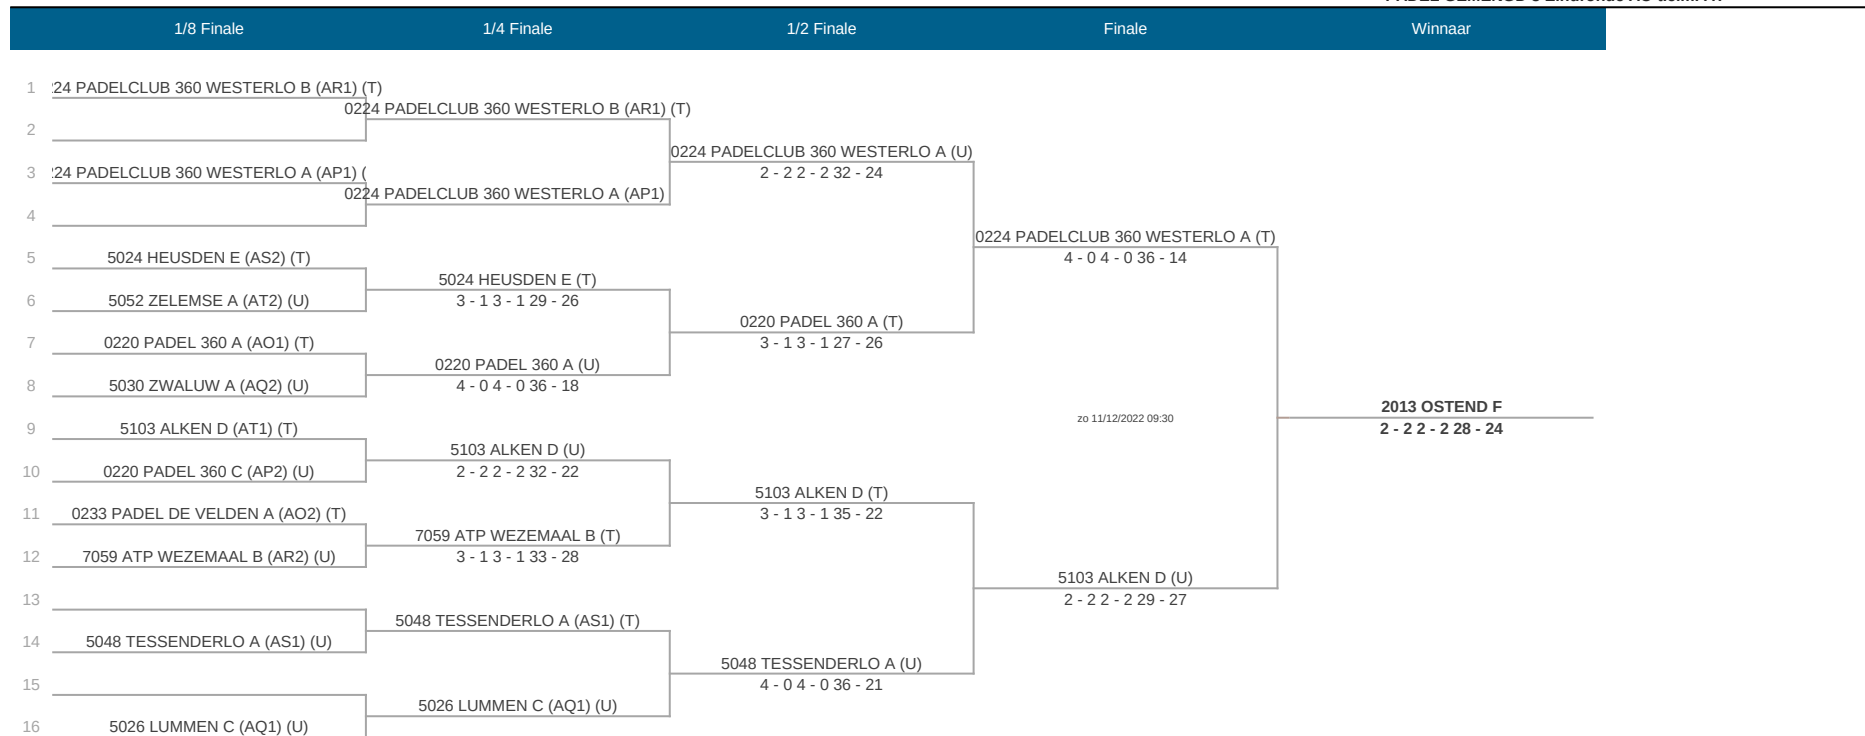 1/8 Finale 1/4 Finale 1/2 Finale Finale Winnaar
1 24 PADELCLUB 360 WESTERLO B (AR1) (T)
0224 PADELCLUB 360 WESTERLO B (AR1) (T)
2
0224 PADELCLUB 360 WESTERLO A (U)
3 24 PADELCLUB 360 WESTERLO A (AP1) (
2 - 2 2 - 2 32 - 24
0224 PADELCLUB 360 WESTERLO A (AP1)
4
0224 PADELCLUB 360 WESTERLO A (T)
5 5024 HEUSDEN E (AS2) (T)
4 - 0 4 - 0 36 - 14
5024 HEUSDEN E (T)
6 5052 ZELEMSE A (AT2) (U)
3 - 1 3 - 1 29 - 26
0220 PADEL 360 A (T)
7 0220 PADEL 360 A (AO1) (T)
3 - 1 3 - 1 27 - 26
0220 PADEL 360 A (U)
8 5030 ZWALUW A (AQ2) (U)
4 - 0 4 - 0 36 - 18
2013 OSTEND F
zo 11/12/2022 09:30
9 5103 ALKEN D (AT1) (T)
2 - 2 2 - 2 28 - 24
5103 ALKEN D (U)
10 0220 PADEL 360 C (AP2) (U)
2 - 2 2 - 2 32 - 22
5103 ALKEN D (T)
11 0233 PADEL DE VELDEN A (AO2) (T)
3 - 1 3 - 1 35 - 22
7059 ATP WEZEMAAL B (T)
12 7059 ATP WEZEMAAL B (AR2) (U)
3 - 1 3 - 1 33 - 28
5103 ALKEN D (U)
13
2 - 2 2 - 2 29 - 27
5048 TESSENDERLO A (AS1) (T)
14 5048 TESSENDERLO A (AS1) (U)
5048 TESSENDERLO A (U)
15
4 - 0 4 - 0 36 - 21
5026 LUMMEN C (AQ1) (U)
16 5026 LUMMEN C (AQ1) (U)